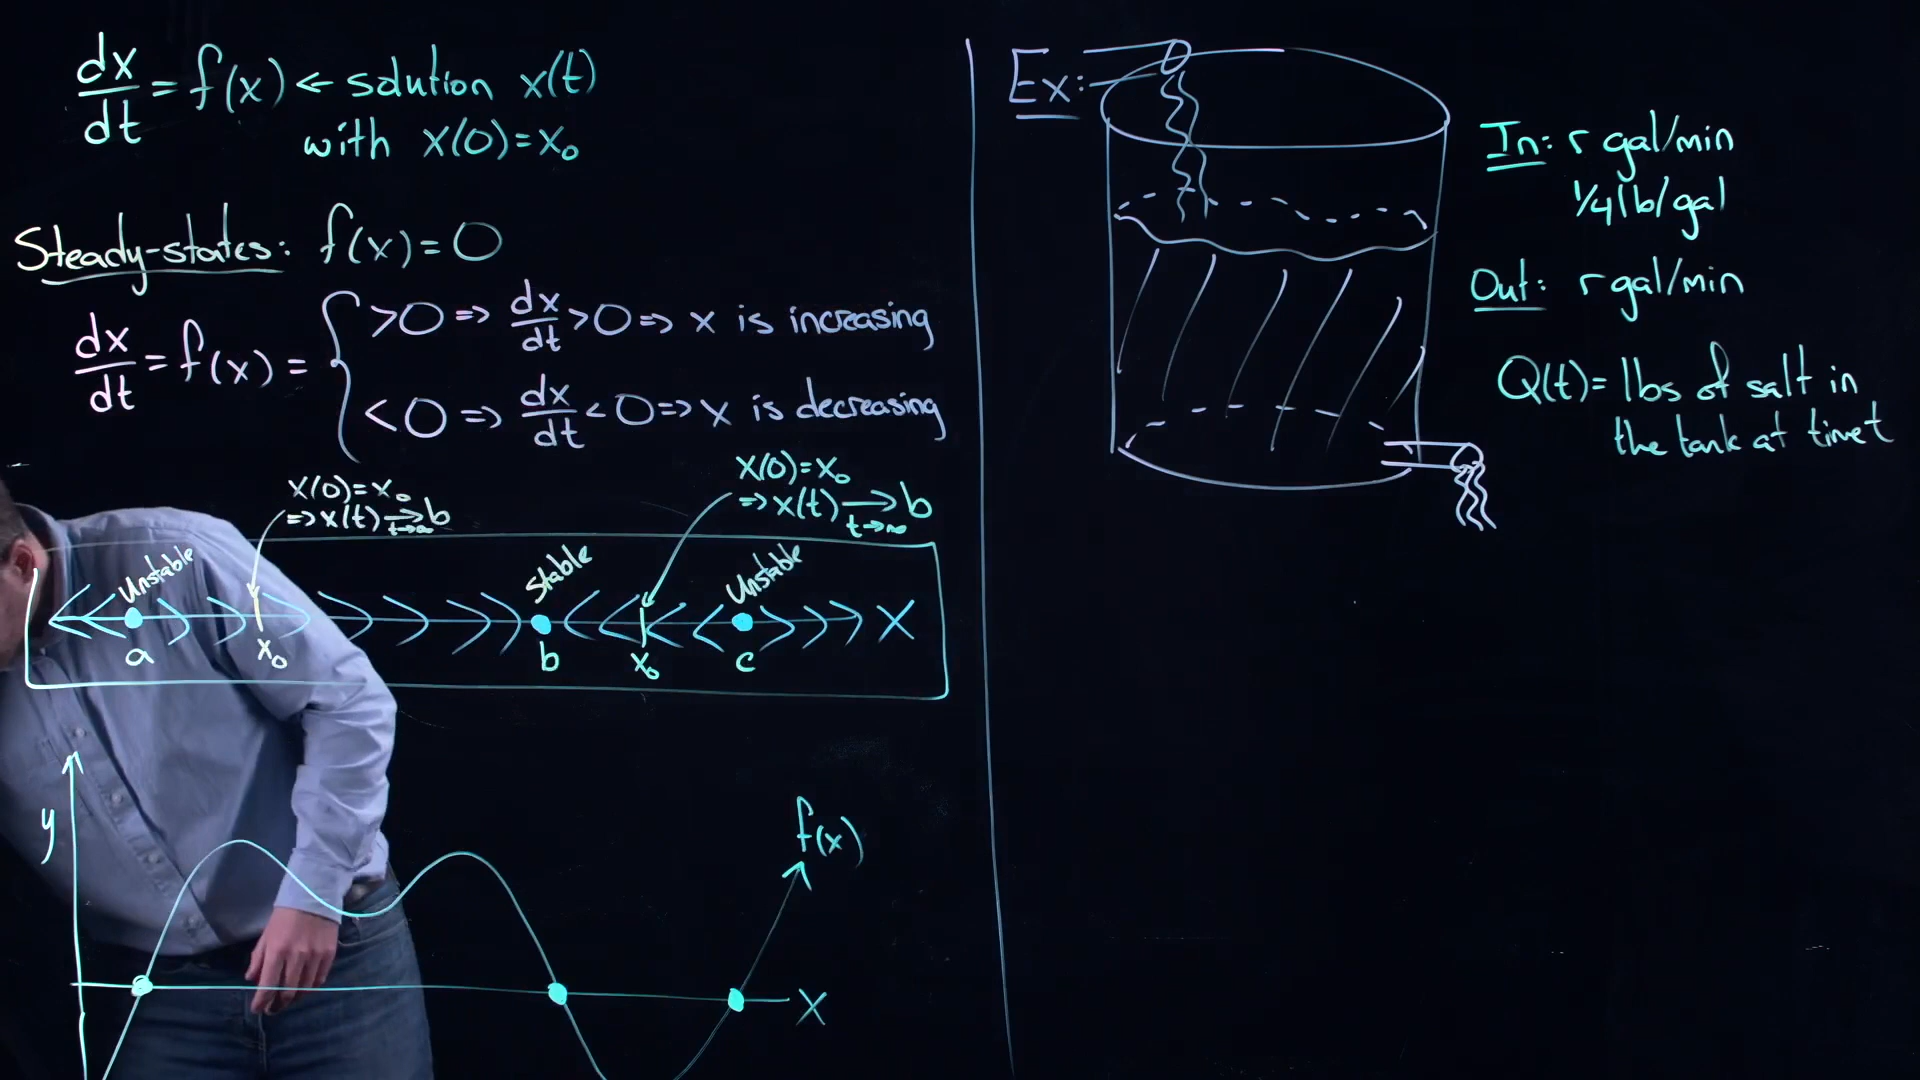 dx/dt = f(x) ← solution x(t)
with x(0)=x₀
Steady-states: f(x)=0
dx/dt = f(x) = { >0 ⇒ dx/dt >0 ⇒ x is increasing
<0 ⇒ dx/dt <0 ⇒ x is decreasing
x(0)=x₀
⇒ x(t) → b
t→∞
x(0)=x₀
⇒ x(t) → b
t→∞
Unstable
Stable
Unstable
X
a
x₀
b
x₀
c
y
f(x)
X
Ex:
In: r gal/min
1/4 lb/gal
Out: r gal/min
Q(t)= lbs of salt in
the tank at time t